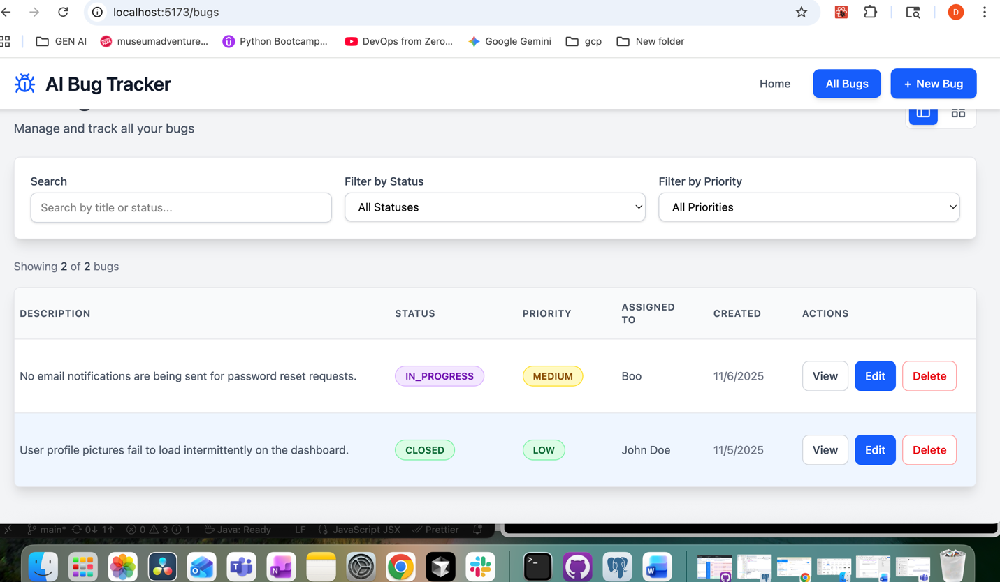 localhost:5173/bugs
D
GEN AI
museumadventure...
Python Bootcamp...
DevOps from Zero...
Google Gemini
gcp
New folder
AI Bug Tracker
Home
All Bugs
+ New Bug
Manage and track all your bugs
Search
Filter by Status
Filter by Priority
Search by title or status...
All Statuses
All Priorities
Showing 2 of 2 bugs
DESCRIPTION
STATUS
PRIORITY
ASSIGNED
TO
CREATED
ACTIONS
No email notifications are being sent for password reset requests.
IN_PROGRESS
MEDIUM
Boo
11/6/2025
View
Edit
Delete
User profile pictures fail to load intermittently on the dashboard.
CLOSED
LOW
John Doe
11/5/2025
View
Edit
Delete
main* 0↓ 1↑ 0 3 1 Java: Ready LF JavaScript JSX Prettier